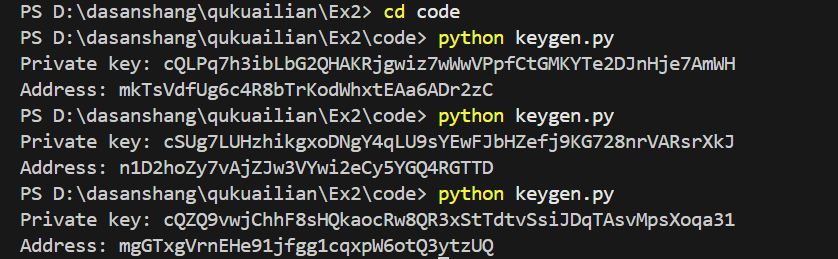 PS D:\dasanshang\qukuailian\Ex2> cd code
PS D:\dasanshang\qukuailian\Ex2\code> python keygen.py
Private key: cQLPq7h3ibLbG2QHAKRjgwiz7wWwVPpfCtGMKYTe2DJnHje7AmWH
Address: mkTsVdfUg6c4R8bTrKodWhxtEAa6ADr2zC
PS D:\dasanshang\qukuailian\Ex2\code> python keygen.py
Private key: cSUg7LUHzhikgxoDNgY4qLU9sYEwFJbHZefj9KG728nrVARsrXkJ
Address: n1D2hoZy7vAjZJw3VYwi2eCy5YGQ4RGTTD
PS D:\dasanshang\qukuailian\Ex2\code> python keygen.py
Private key: cQZQ9vwjChhF8sHQkaocRw8QR3xStTdtvSsiJDqTAsvMpsXoqa31
Address: mgGTxgVrnEHe91jfgg1cqxpW6otQ3ytzUQ